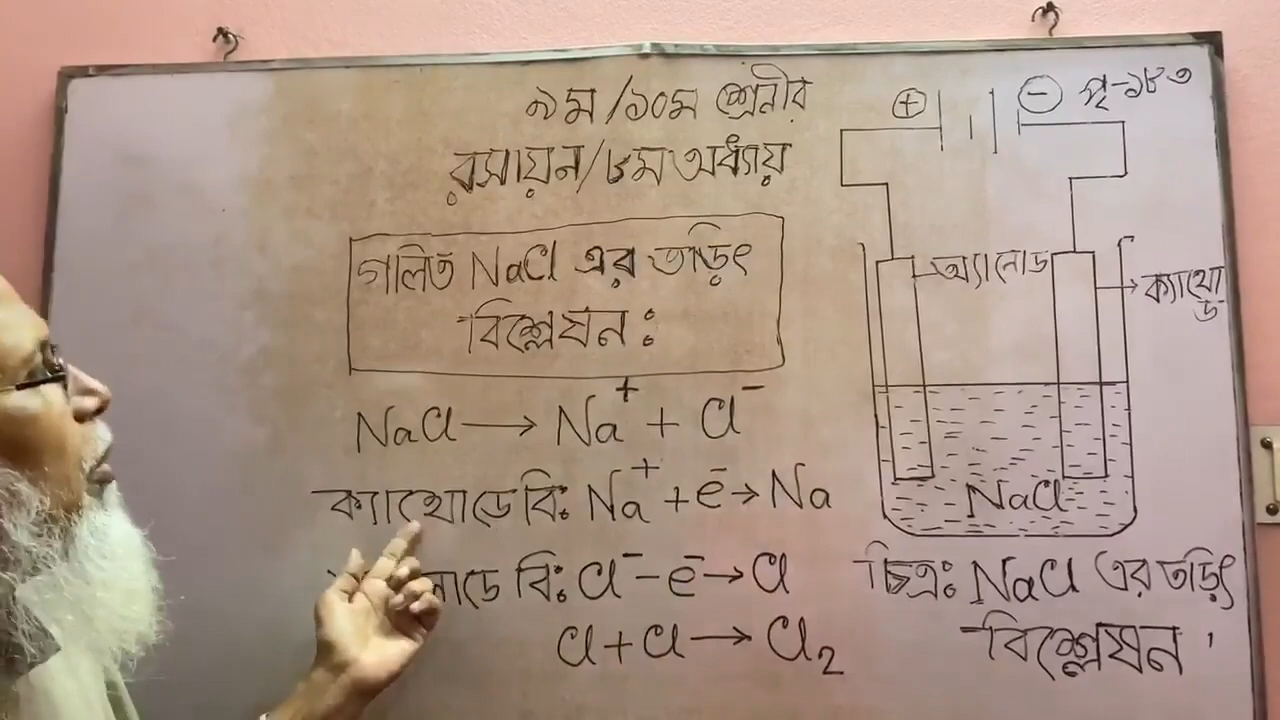 ৯ম/১০ম শ্রেনীর
রসায়ন/৮ম অধ্যায়
গলিত NaCl এর তড়িৎ
বিশ্লেষন:
NaCl → Na⁺ + Cl⁻
ক্যাথোডে বিঃ Na⁺ + e⁻ → Na
বিঃ Cl⁻ - e⁻ → Cl
Cl + Cl → Cl₂
⊕ ⊖ পৃ-১৮৩
অ্যানোড
ক্যাথোড
NaCl
চিত্রঃ NaCl এর তড়িৎ
বিশ্লেষন ।